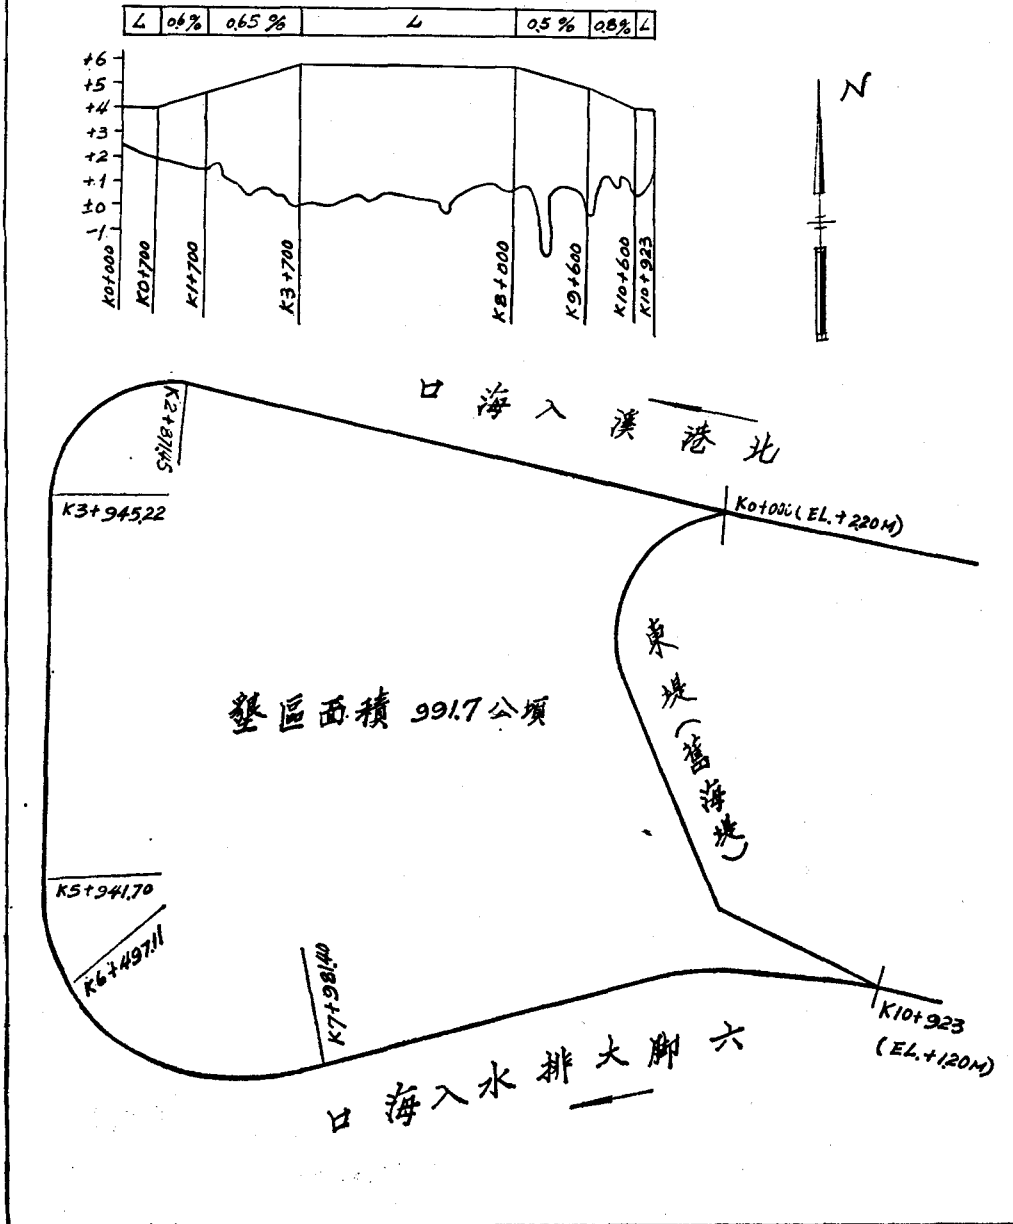 L 0.6% 0.65% L 0.5% 0.8% L
+6
+5
+4
+3
+2
+1
±0
-1
K0+000
K0+700
K1+700
K3+700
K8+000
K9+600
K10+600
K10+923
N
北港溪入海口
K2+871.45
K3+945.22
K0+000(EL.+2.20M)
東堤(舊海堤)
墾區面積 991.7公頃
K5+941.70
K6+497.11
K7+981.40
K10+923
(EL.+1.20M)
六腳大排水入海口